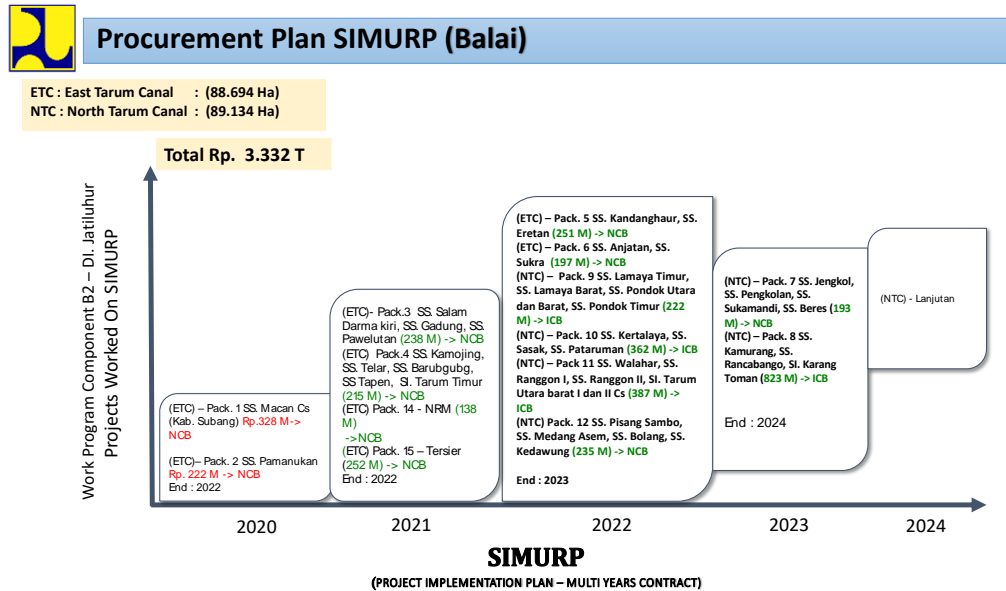 Procurement Plan SIMURP (Balai)
ETC : East Tarum Canal : (88.694 Ha)
NTC : North Tarum Canal : (89.134 Ha)
Total Rp. 3.332 T
Work Program Component B2 – DI. Jatiluhur
Projects Worked On SIMURP
(ETC) – Pack. 1 SS. Macan Cs
(Kab. Subang) Rp.328 M->
NCB
(ETC)– Pack. 2 SS. Pamanukan
Rp. 222 M -> NCB
End : 2022
(ETC)- Pack.3 SS. Salam
Darma kiri, SS. Gadung, SS.
Pawelutan (238 M) -> NCB
(ETC) Pack.4 SS. Kamojing,
SS. Telar, SS. Barubgubg,
SS Tapen, SI. Tarum Timur
(215 M) -> NCB
(ETC) Pack. 14 - NRM (138
M)
->NCB
(ETC) Pack. 15 – Tersier
(252 M) -> NCB
End : 2022
(ETC) – Pack. 5 SS. Kandanghaur, SS.
Eretan (251 M) -> NCB
(ETC) – Pack. 6 SS. Anjatan, SS.
Sukra (197 M) -> NCB
(NTC) – Pack. 9 SS. Lamaya Timur,
SS. Lamaya Barat, SS. Pondok Utara
dan Barat, SS. Pondok Timur (222
M) -> ICB
(NTC) – Pack. 10 SS. Kertalaya, SS.
Sasak, SS. Pataruman (362 M) -> ICB
(NTC) – Pack 11 SS. Walahar, SS.
Ranggon I, SS. Ranggon II, SI. Tarum
Utara barat I dan II Cs (387 M) ->
ICB
(NTC) Pack. 12 SS. Pisang Sambo,
SS. Medang Asem, SS. Bolang, SS.
Kedawung (235 M) -> NCB
End : 2023
(NTC) – Pack. 7 SS. Jengkol,
SS. Pengkolan, SS.
Sukamandi, SS. Beres (193
M) -> NCB
(NTC) – Pack. 8 SS.
Kamurang, SS.
Rancabango, SI. Karang
Toman (823 M) -> ICB
End : 2024
(NTC) - Lanjutan
2020
2021
2022
2023
2024
SIMURP
(PROJECT IMPLEMENTATION PLAN – MULTI YEARS CONTRACT)